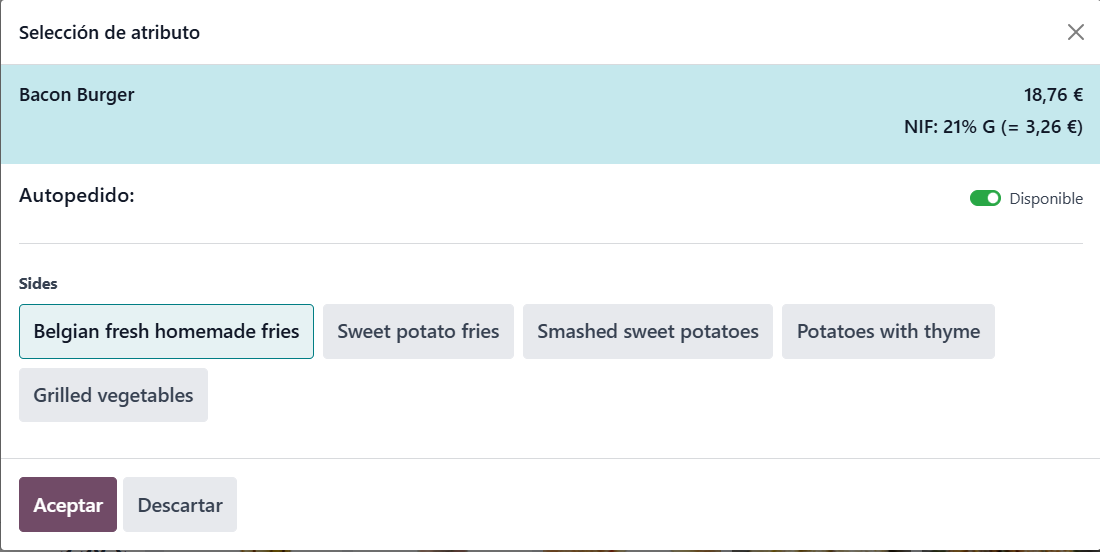 Selección de atributo
Bacon Burger
18,76 €
NIF: 21% G (= 3,26 €)
Autopedido:
Disponible
Sides
Belgian fresh homemade fries
Sweet potato fries
Smashed sweet potatoes
Potatoes with thyme
Grilled vegetables
Aceptar
Descartar